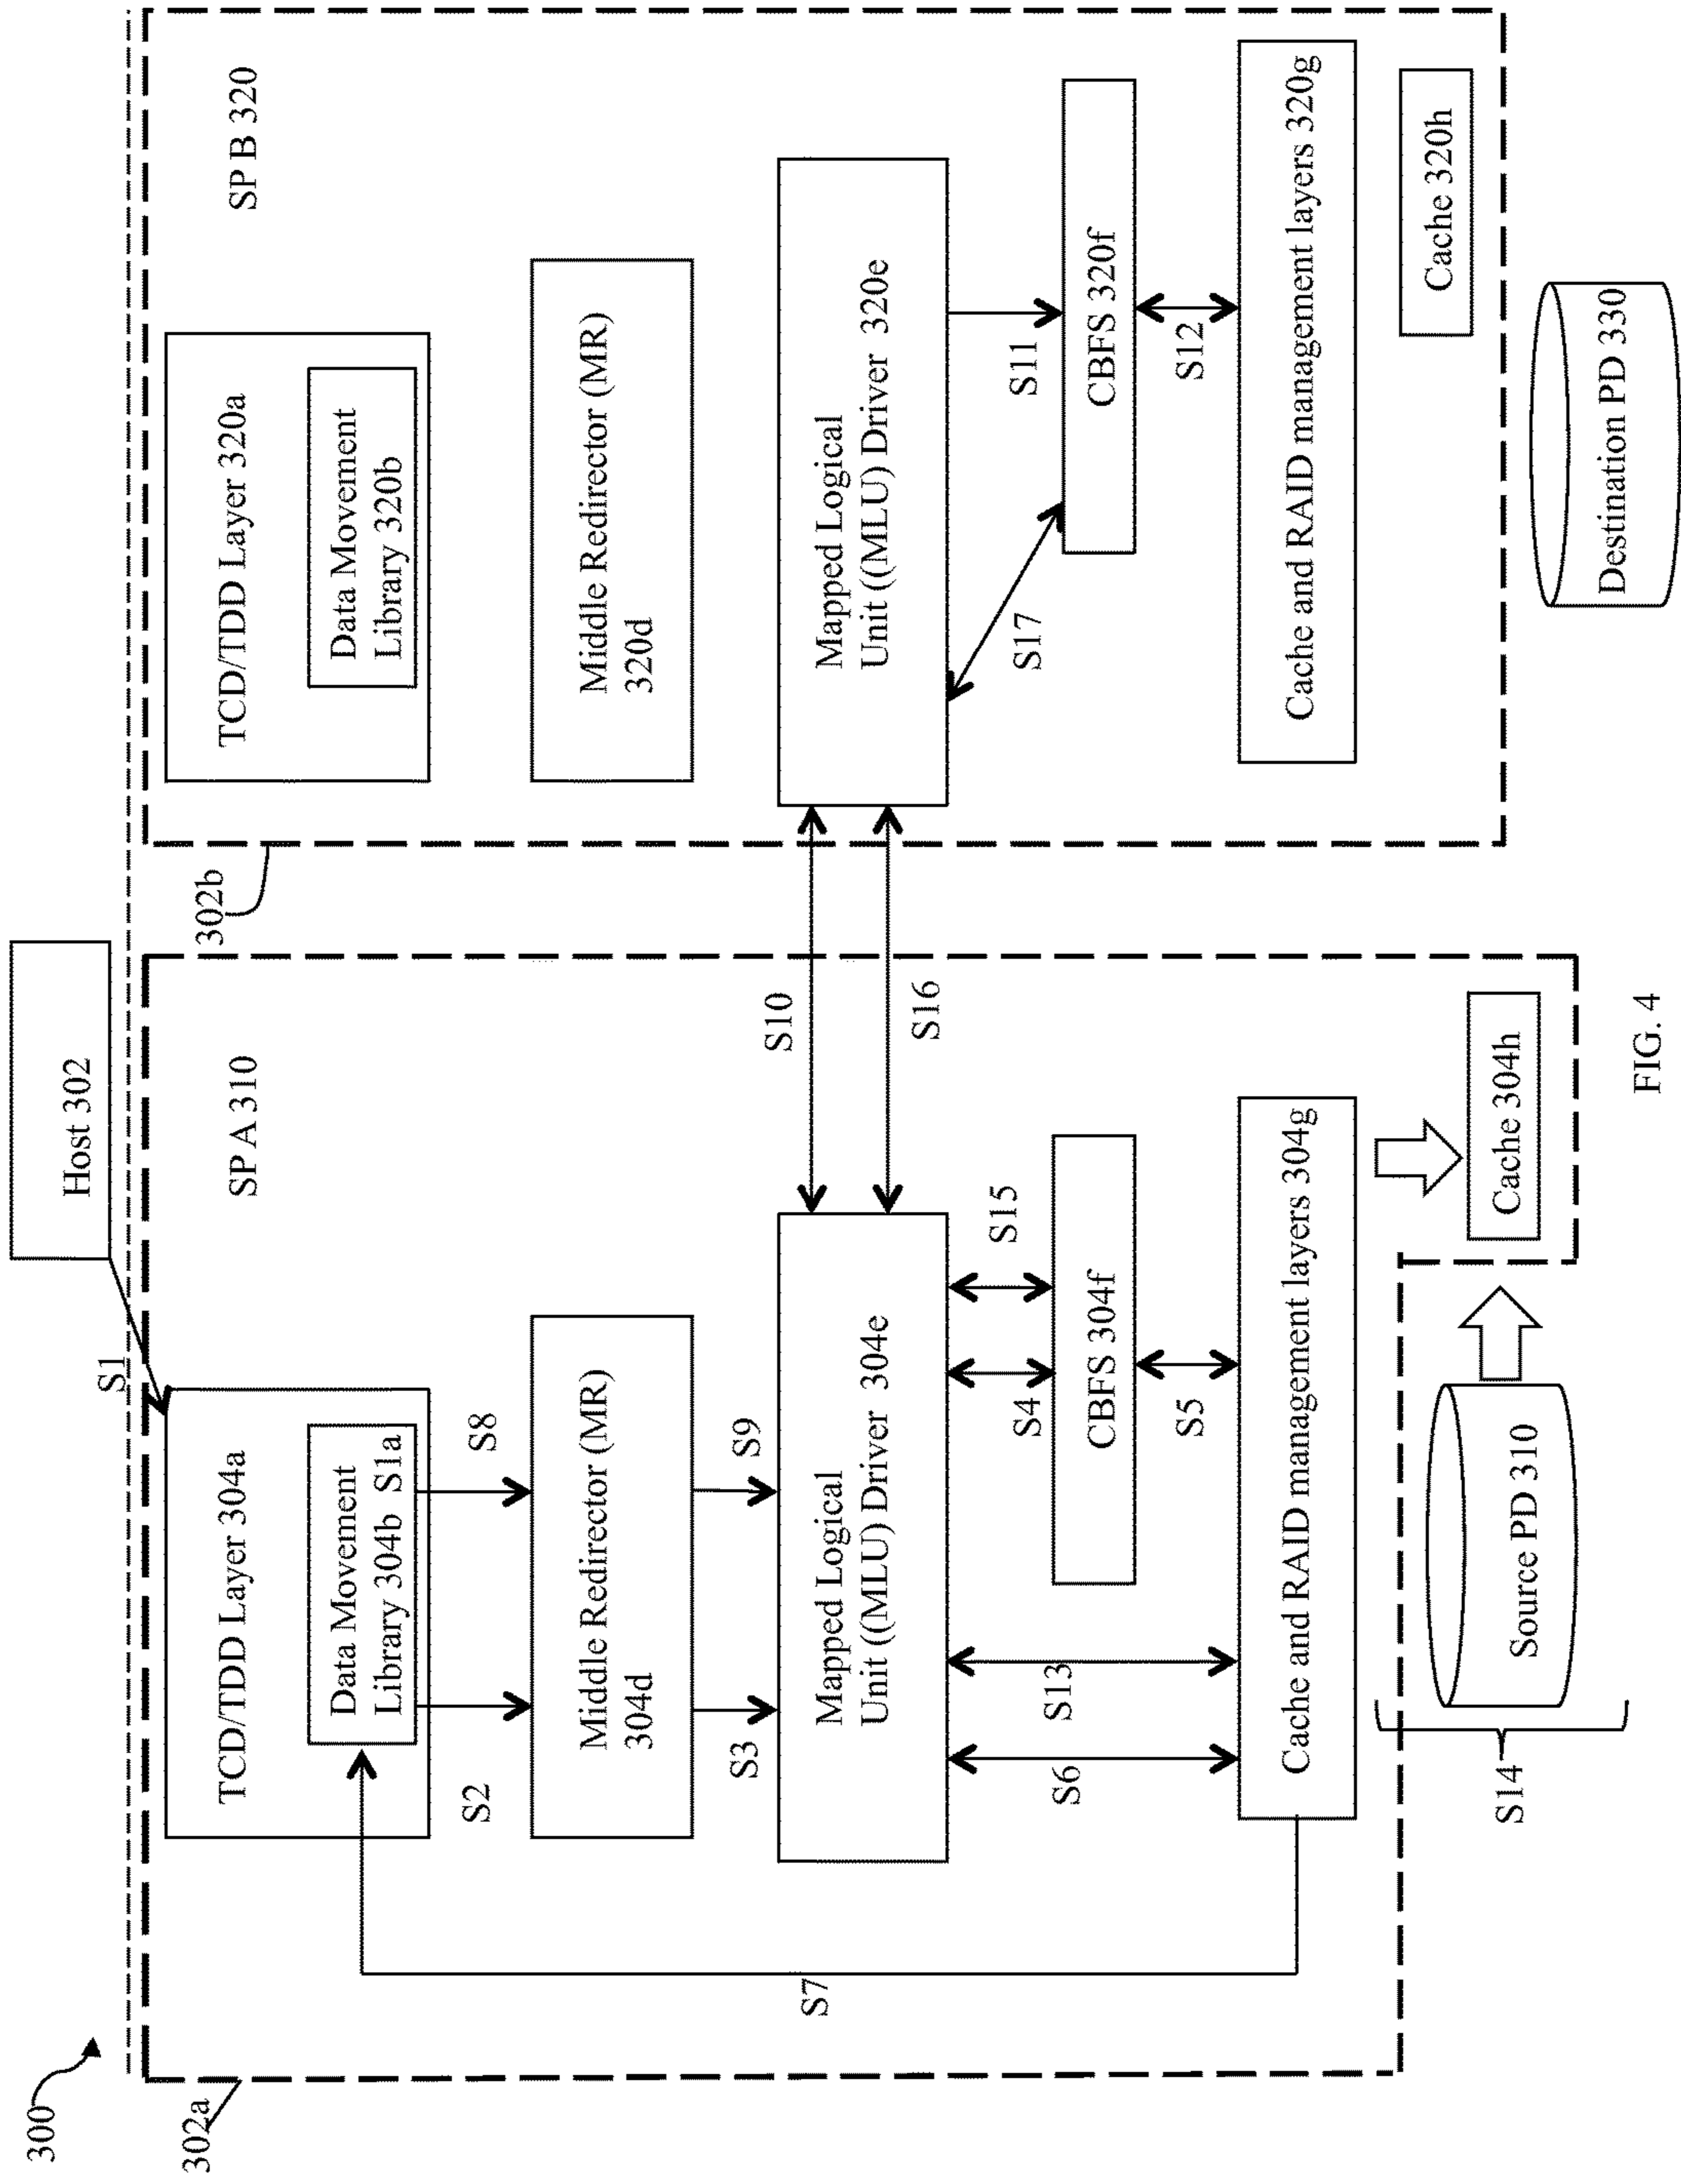 300
302a
Host 302
S1
302b
SP A 310
TCD/TDD Layer 304a
Data Movement
Library 304b S1a
S2
S8
Middle Redirector (MR)
304d
S3
S9
S7
Mapped Logical
Unit ((MLU) Driver 304e
S10
S16
S6
S13
S4
S15
CBFS 304f
S5
Cache and RAID management layers 304g
Cache 304h
Source PD 310
S14
SP B 320
TCD/TDD Layer 320a
Data Movement
Library 320b
Middle Redirector (MR)
320d
Mapped Logical
Unit ((MLU) Driver 320e
S17
S11
CBFS 320f
S12
Cache and RAID management layers 320g
Cache 320h
Destination PD 330
FIG. 4